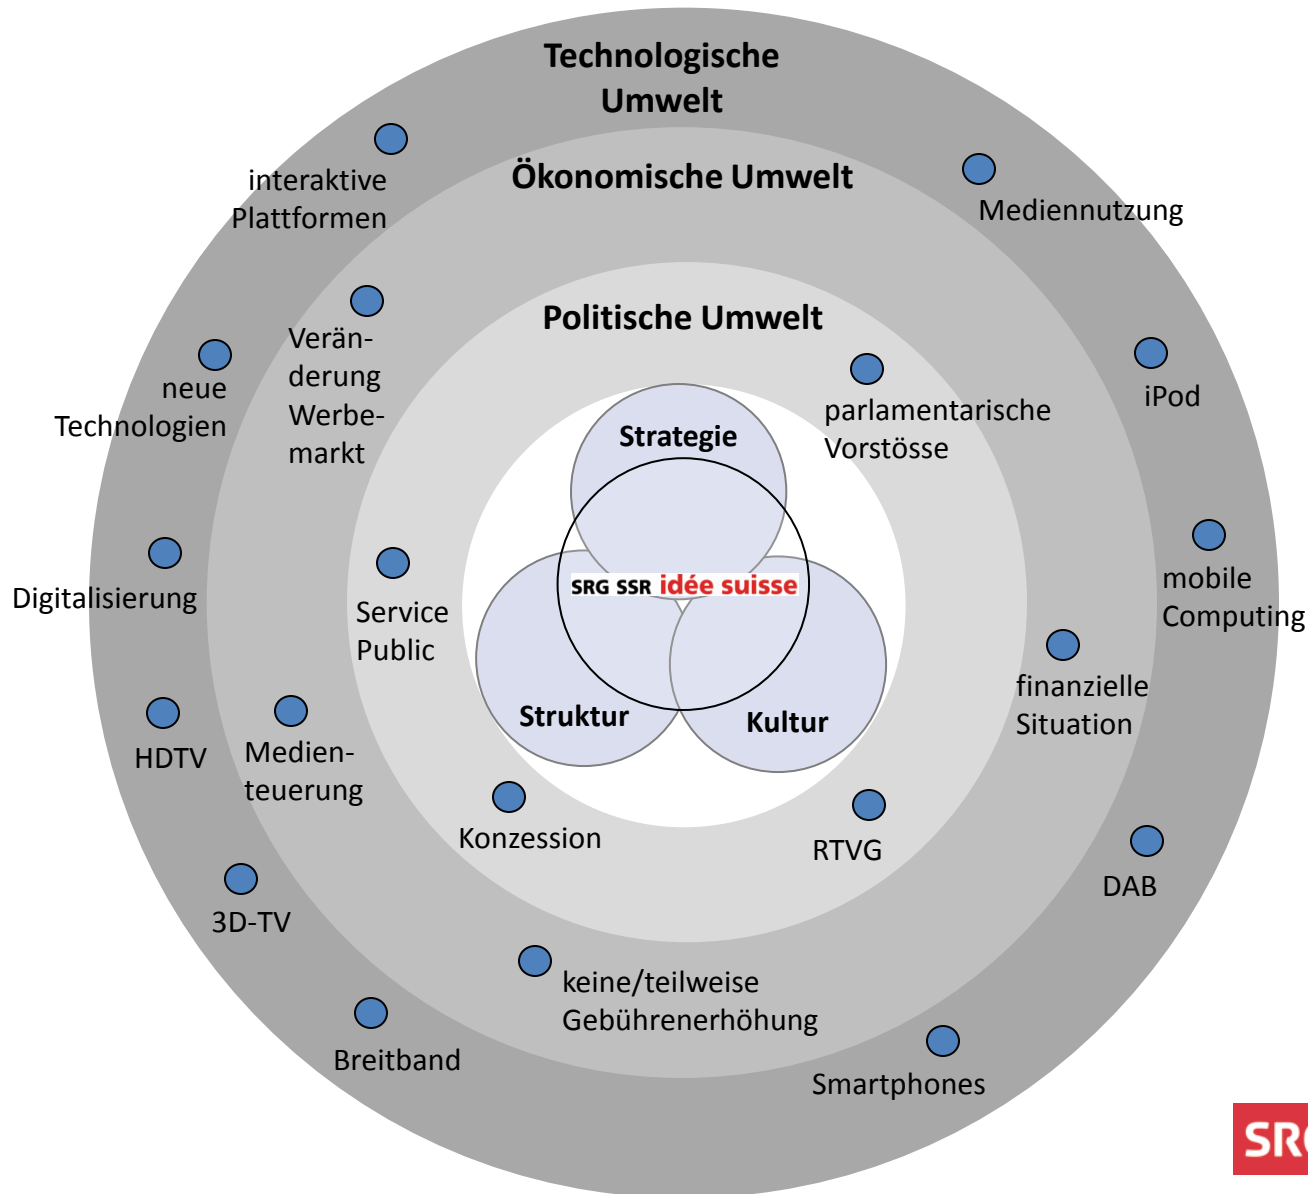 Technologische
Umwelt
interaktive
Plattformen
Ökonomische Umwelt
Mediennutzung
Verän-
derung
Werbe-
markt
Politische Umwelt
neue
Technologien
iPod
parlamentarische
Vorstösse
Strategie
Digitalisierung
Service
Public
SRG SSR idée suisse
mobile
Computing
finanzielle
Situation
HDTV
Medien-
teuerung
Struktur
Kultur
Konzession
RTVG
DAB
3D-TV
keine/teilweise
Gebührenerhöhung
Breitband
Smartphones